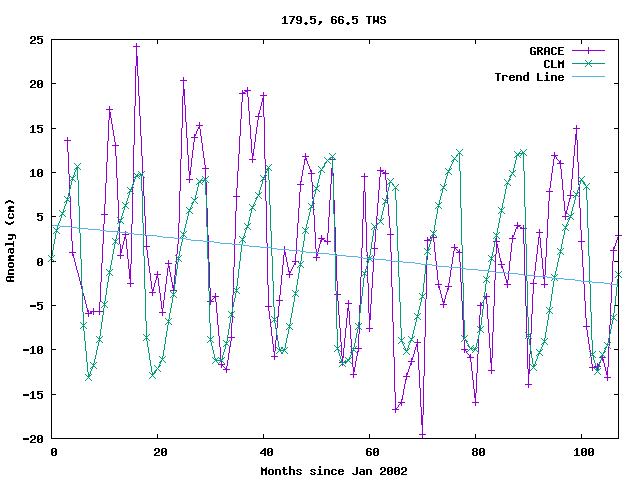 179.5, 66.5 TWS
GRACE
CLM
Trend Line
25
20
15
10
5
0
-5
-10
-15
-20
Anomaly (cm)
0 20 40 60 80 100
Months since Jan 2002